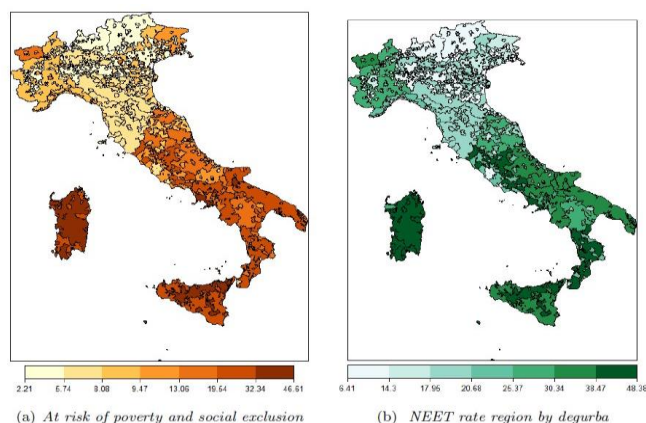 2.21 5.74 8.08 9.47 13.06 19.64 32.34 46.61
6.41 14.3 17.95 20.68 25.37 30.34 38.47 48.36
(a) At risk of poverty and social exclusion
(b) NEET rate region by degurba